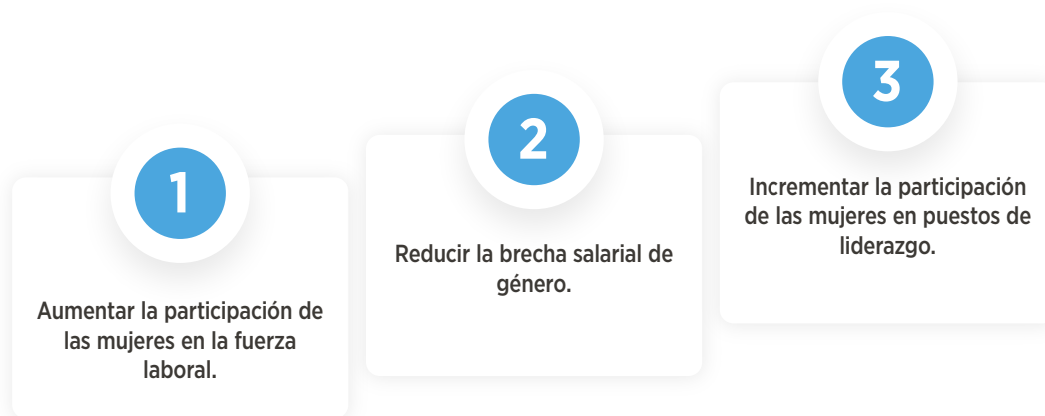 1
Aumentar la participación de
las mujeres en la fuerza
laboral.
2
Reducir la brecha salarial de
género.
3
Incrementar la participación
de las mujeres en puestos de
liderazgo.